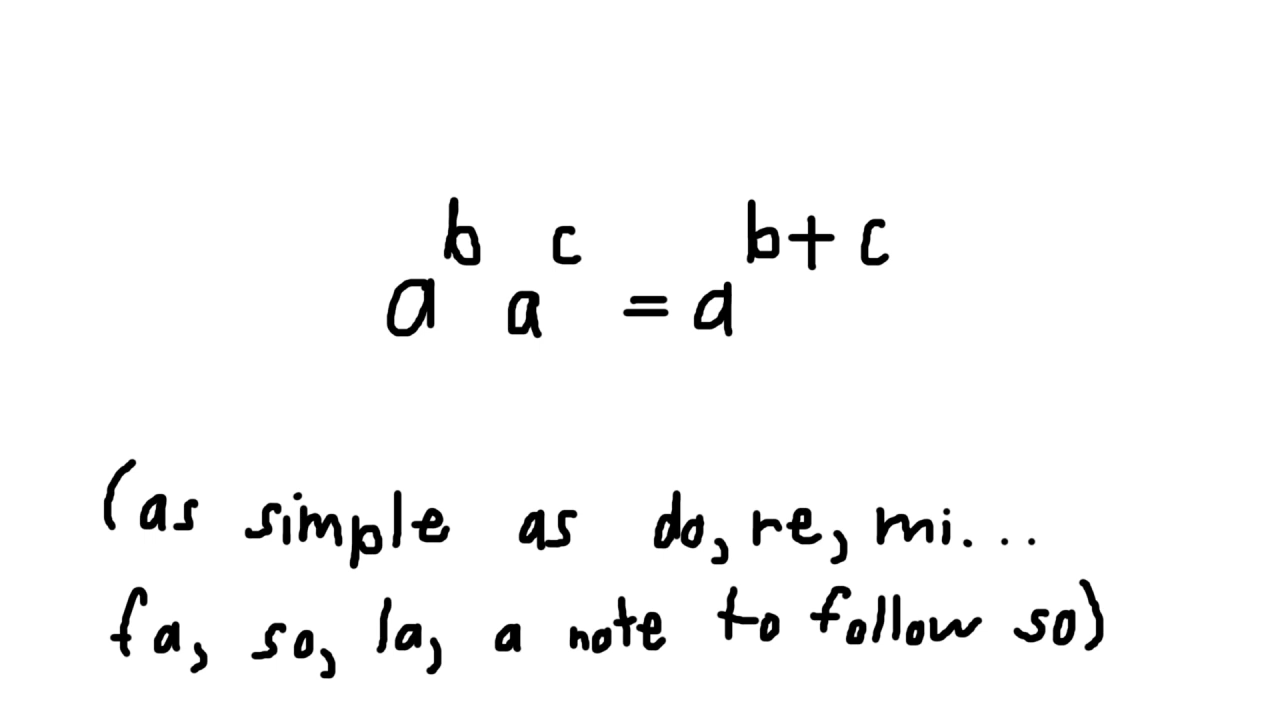 a^b a^c = a^{b+c}
(as simple as do, re, mi...
fa, so, la, a note to follow so)